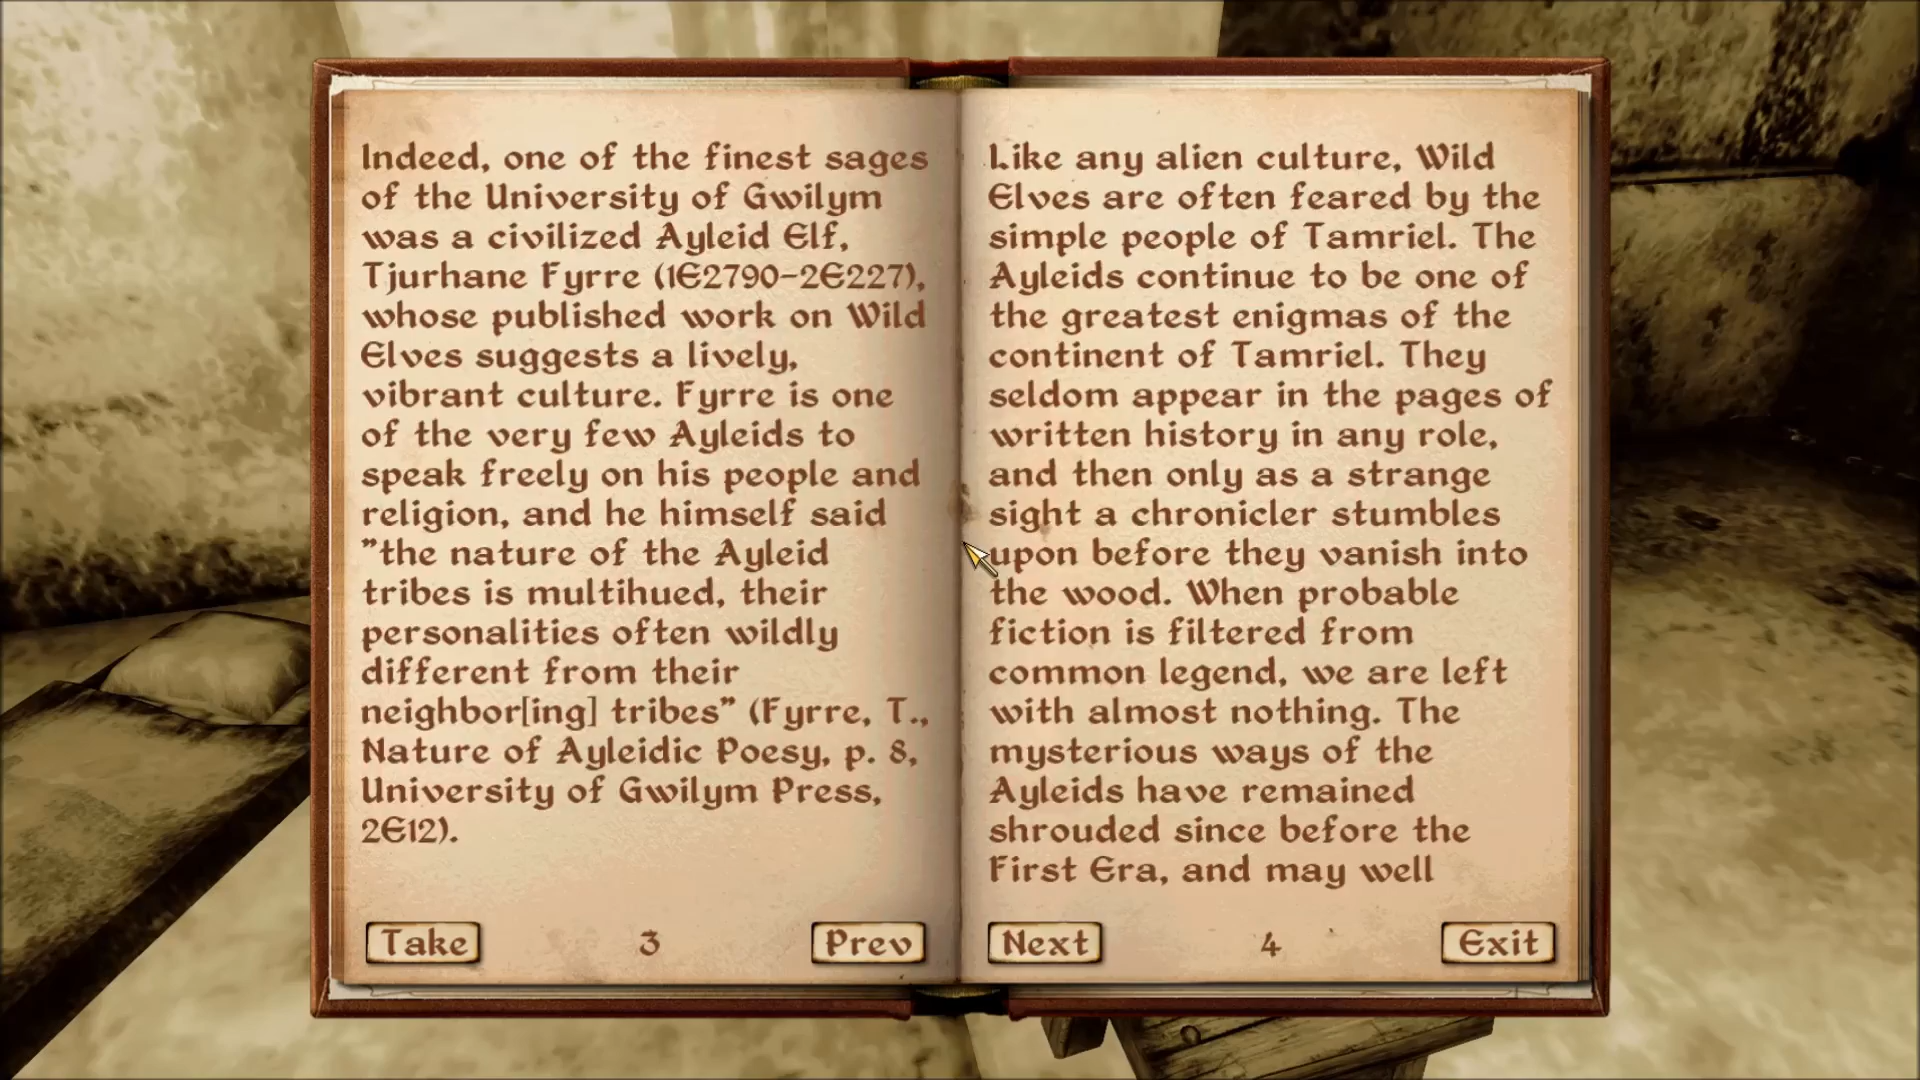 Indeed, one of the finest sages
of the University of Gwilym
was a civilized Ayleid Elf,
Tjurhane Fyrre (1E2790-2E227),
whose published work on Wild
Elves suggests a lively,
vibrant culture. Fyrre is one
of the very few Ayleids to
speak freely on his people and
religion, and he himself said
"the nature of the Ayleid
tribes is multihued, their
personalities often wildly
different from their
neighbor[ing] tribes" (Fyrre, T.,
Nature of Ayleidic Poesy, p. 8,
University of Gwilym Press,
2E12).
Take 3 Prev
Like any alien culture, Wild
Elves are often feared by the
simple people of Tamriel. The
Ayleids continue to be one of
the greatest enigmas of the
continent of Tamriel. They
seldom appear in the pages of
written history in any role,
and then only as a strange
sight a chronicler stumbles
upon before they vanish into
the wood. When probable
fiction is filtered from
common legend, we are left
with almost nothing. The
mysterious ways of the
Ayleids have remained
shrouded since before the
First Era, and may well
Next 4 Exit